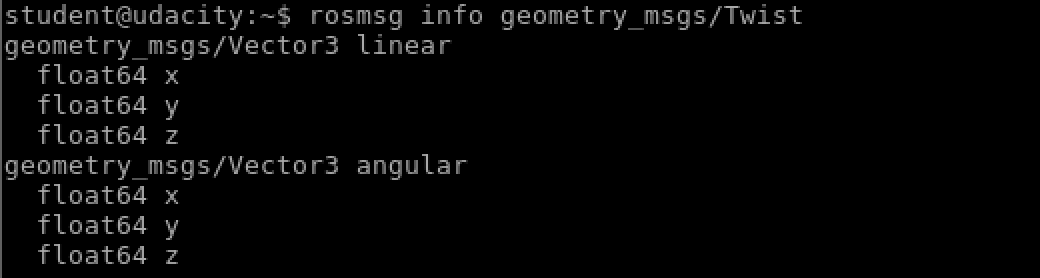 student@udacity:~$ rosmsg info geometry_msgs/Twist
geometry_msgs/Vector3 linear
  float64 x
  float64 y
  float64 z
geometry_msgs/Vector3 angular
  float64 x
  float64 y
  float64 z